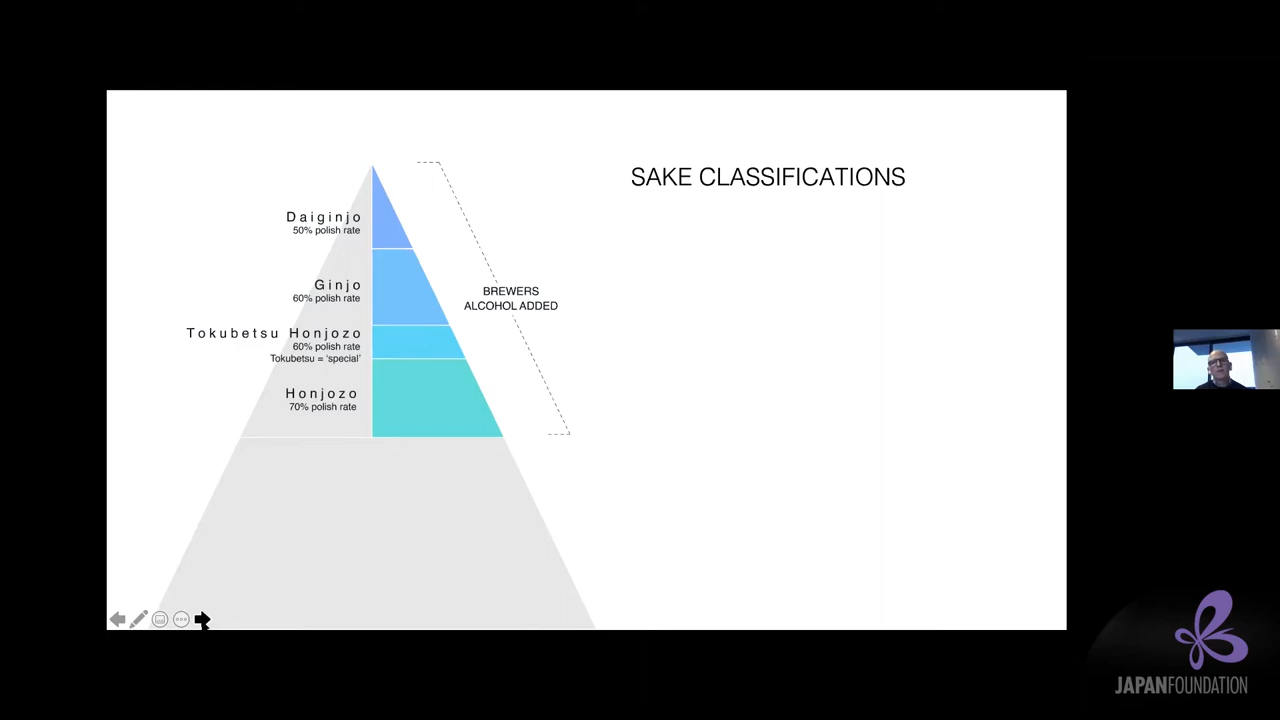 SAKE CLASSIFICATIONS
Daiginjo
50% polish rate
Ginjo
60% polish rate
BREWERS
ALCOHOL ADDED
Tokubetsu Honjozo
60% polish rate
Tokubetsu = 'special'
Honjozo
70% polish rate
JAPANFOUNDATION